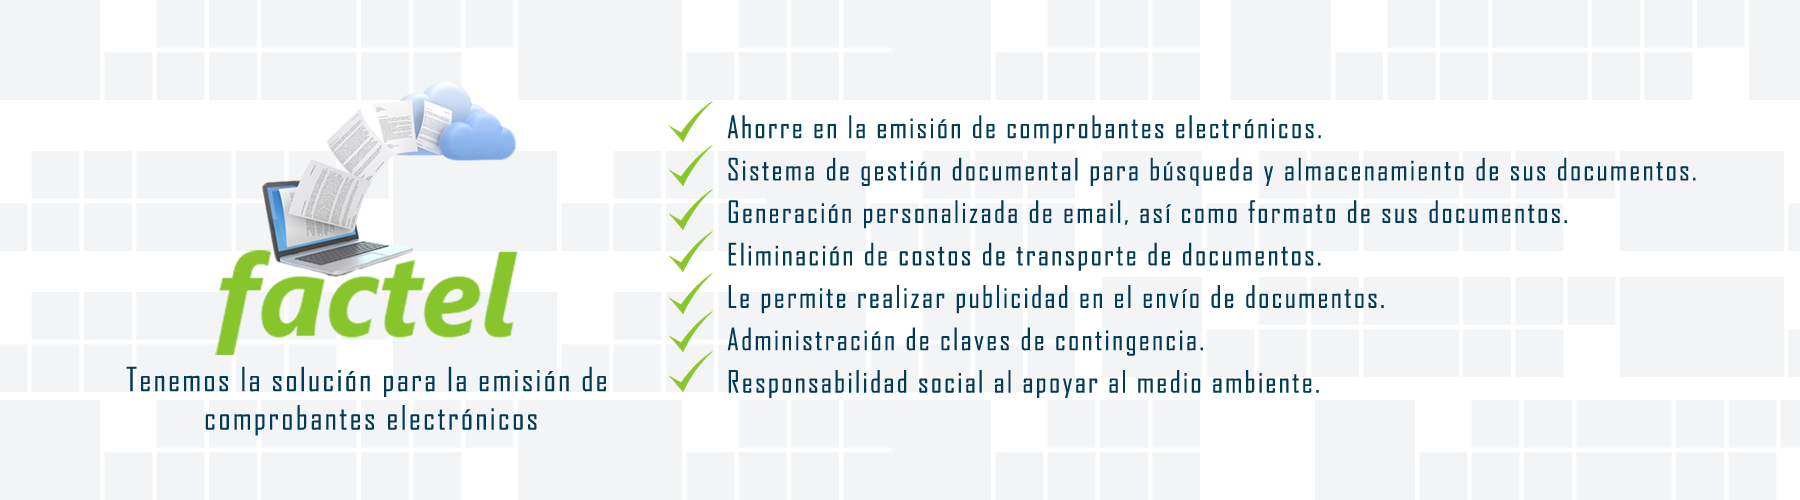 factel
Tenemos la solución para la emisión de
comprobantes electrónicos
Ahorre en la emisión de comprobantes electrónicos.
Sistema de gestión documental para búsqueda y almacenamiento de sus documentos.
Generación personalizada de email, así como formato de sus documentos.
Eliminación de costos de transporte de documentos.
Le permite realizar publicidad en el envío de documentos.
Administración de claves de contingencia.
Responsabilidad social al apoyar al medio ambiente.